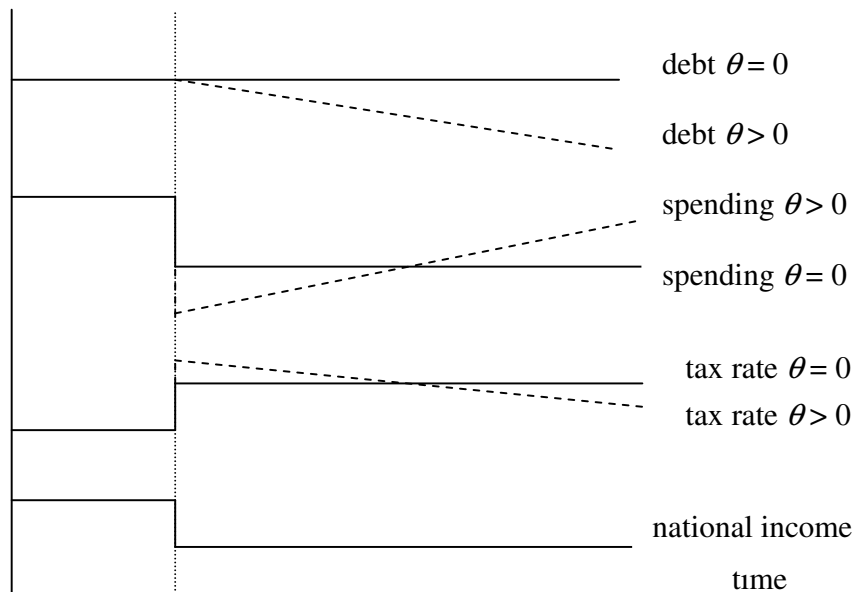 debt θ = 0
debt θ > 0
spending θ > 0
spending θ = 0
tax rate θ = 0
tax rate θ > 0
national income
time